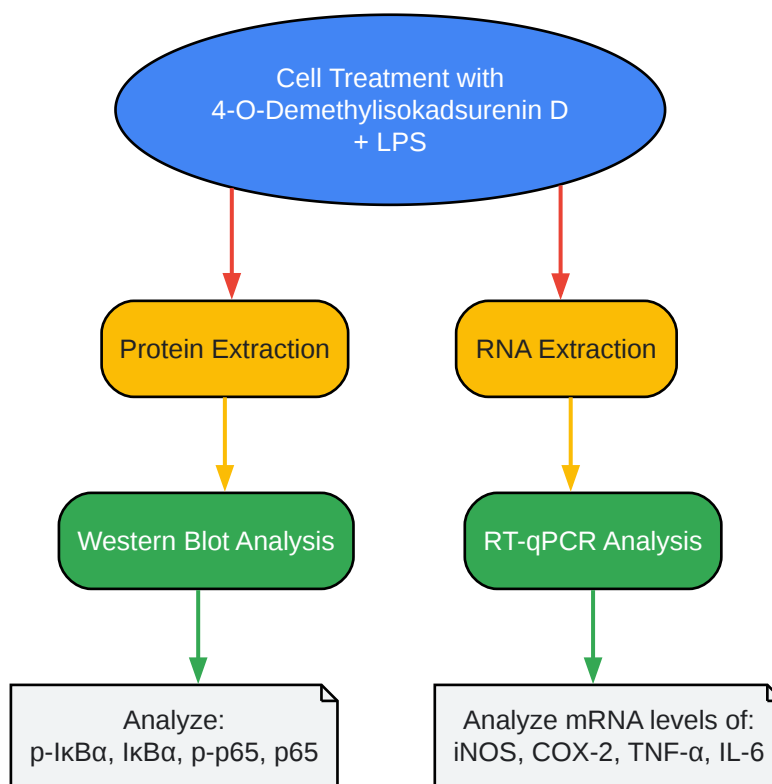 Cell Treatment with
4-O-Demethylisokadsurenin D
+ LPS
Protein Extraction
RNA Extraction
Western Blot Analysis
RT-qPCR Analysis
Analyze:
p-IκBα, IκBα, p-p65, p65
Analyze mRNA levels of:
iNOS, COX-2, TNF-α, IL-6